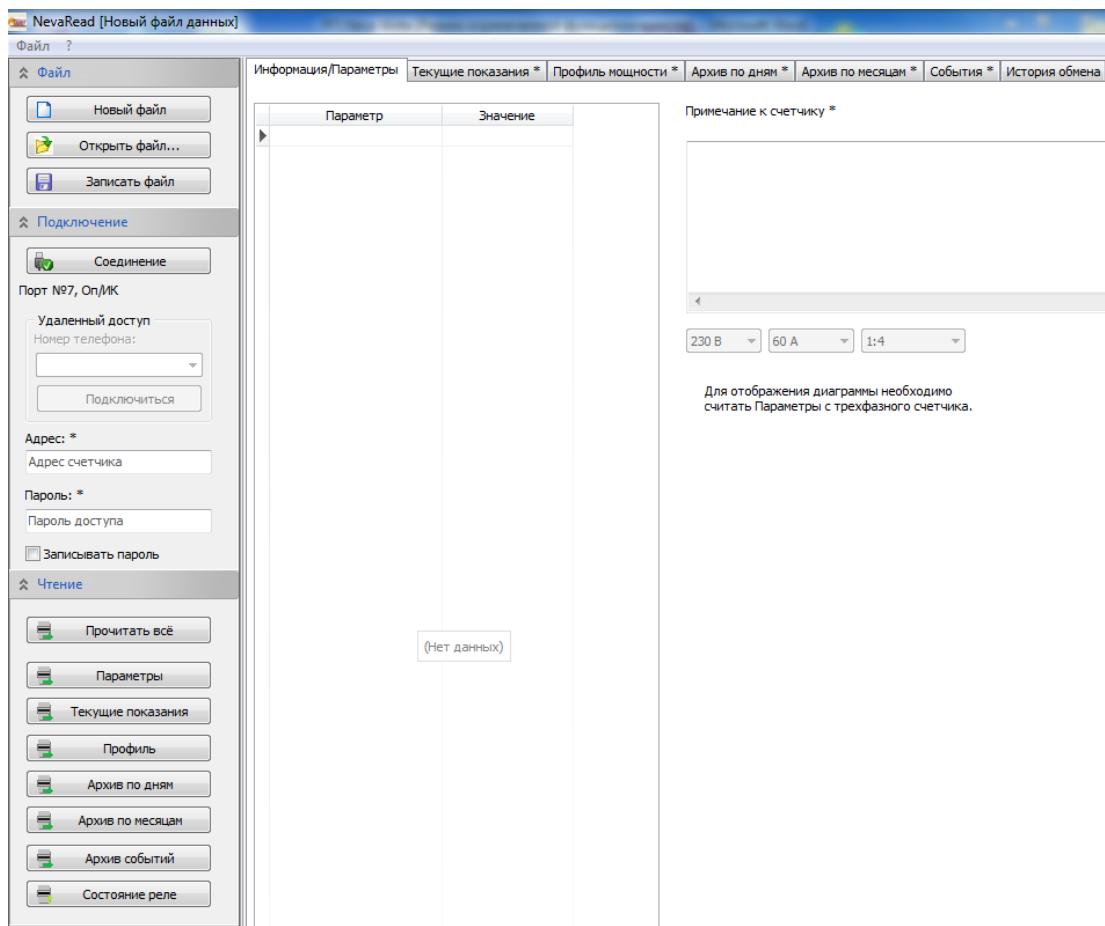 NevaRead [Новый файл данных]
Файл ?
Файл
Новый файл
Открыть файл...
Записать файл
Подключение
Соединение
Порт №7, Оп/ИК
Удаленный доступ
Номер телефона:
Подключиться
Адрес: *
Адрес счетчика
Пароль: *
Пароль доступа
Записывать пароль
Чтение
Прочитать всё
Параметры
Текущие показания
Профиль
Архив по дням
Архив по месяцам
Архив событий
Состояние реле
Информация/Параметры Текущие показания * Профиль мощности * Архив по дням * Архив по месяцам * События * История обмена
Параметр Значение
(Нет данных)
Примечание к счетчику *
230 В 60 А 1:4
Для отображения диаграммы необходимо
считать Параметры с трехфазного счетчика.